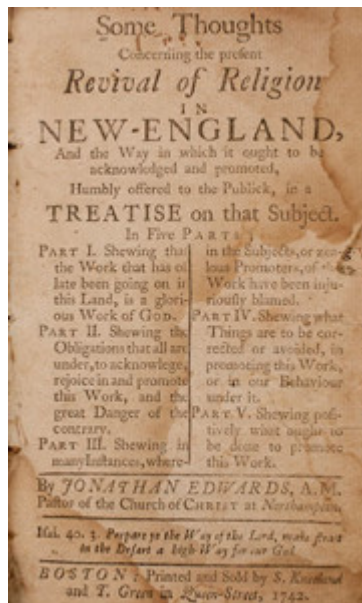 Some Thoughts
Concerning the present
Revival of Religion
IN
NEW-ENGLAND,
And the Way in which it ought to be
acknowledged and promoted,
Humbly offered to the Publick, in a
TREATISE on that Subject.
In Five PARTS
PART I. Shewing that
the Work that has of
late been going on in
this Land, is a glori-
ous Work of GOD.
PART II. Shewing the
Obligations that all are
under, to acknowlege,
rejoice in and promote
this Work, and the
great Danger of the
contrary.
PART III. Shewing in
many Instances, where-
in the Subjects, or zea-
lous Promoters, of the
Work have been inju-
riously blamed.
PART IV. Shewing what
Things are to be cor-
rected or avoided, in
promoting this Work,
or in our Behaviour
under it.
PART V. Shewing posi-
tively what ought to
be done to promote
this Work.
By JONATHAN EDWARDS, A.M.
Pastor of the Church of CHRIST at Northampton.
Isai. 40. 3. Prepare ye the Way of the Lord, make strait
in the Desart a high Way for our God.
BOSTON: Printed and Sold by S. Kneeland
and T. Green in Queen-Street, 1742.